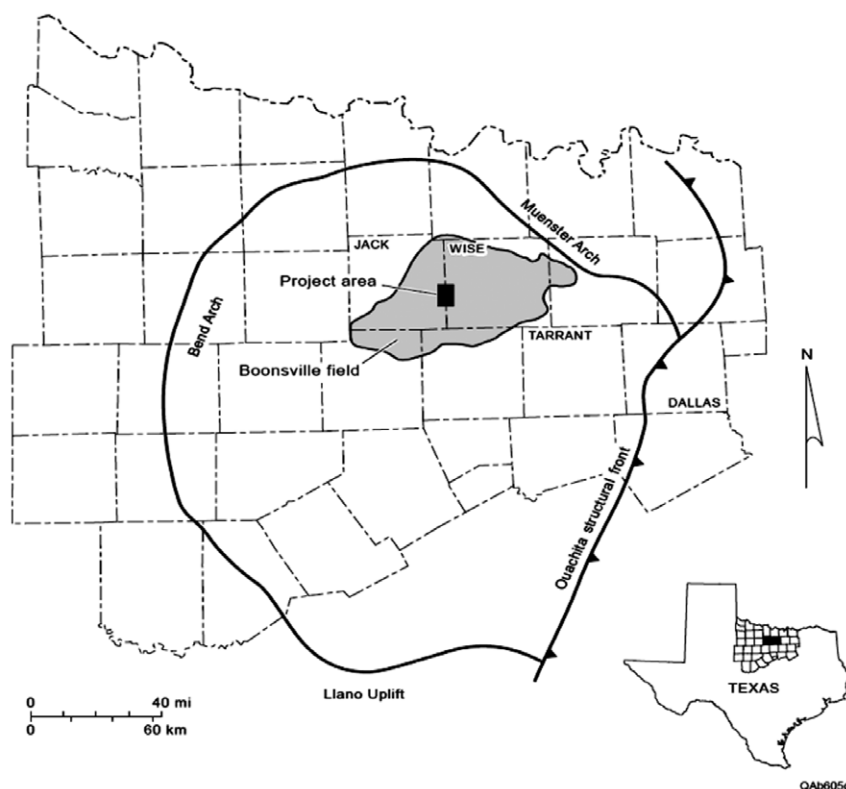 Muenster Arch
JACK
WISE
Project area
Bend Arch
TARRANT
Boonsville field
N
DALLAS
Ouachita structural front
0 40 mi
0 60 km
Llano Uplift
TEXAS